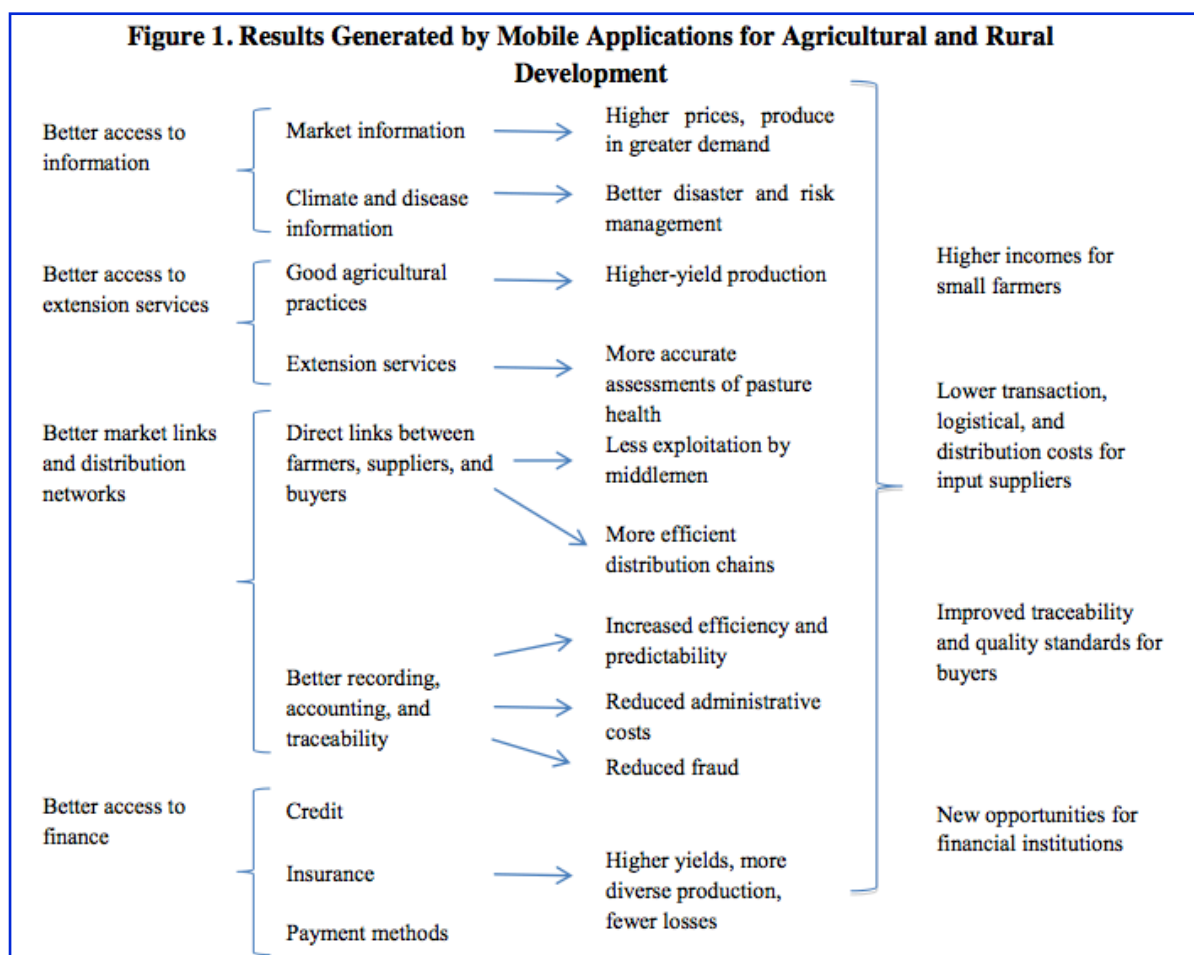 Figure 1. Results Generated by Mobile Applications for Agricultural and Rural
Development
Better access to
information
Market information
Higher prices, produce
in greater demand
Climate and disease
information
Better disaster and risk
management
Better access to
extension services
Good agricultural
practices
Higher-yield production
Extension services
More accurate
assessments of pasture
health
Better market links
and distribution
networks
Direct links between
farmers, suppliers, and
buyers
Less exploitation by
middlemen
More efficient
distribution chains
Better recording,
accounting, and
traceability
Increased efficiency and
predictability
Reduced administrative
costs
Reduced fraud
Better access to
finance
Credit
Insurance
Higher yields, more
diverse production,
fewer losses
Payment methods
Higher incomes for
small farmers
Lower transaction,
logistical, and
distribution costs for
input suppliers
Improved traceability
and quality standards for
buyers
New opportunities for
financial institutions